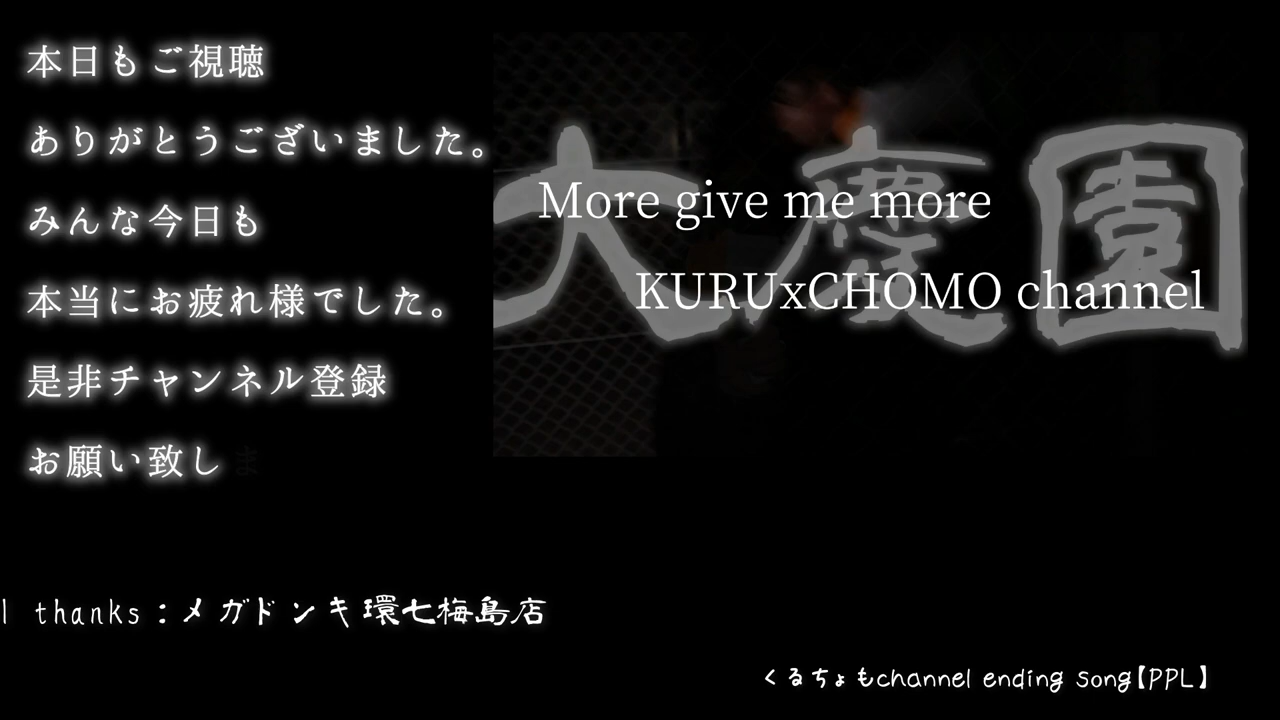 本日もご視聴
ありがとうございました。
みんな今日も
本当にお疲れ様でした。
是非チャンネル登録
お願い致しま
大慶園
More give me more
KURUxCHOMO channel
l thanks：メガドンキ環七梅島店
くるちょもchannel ending song【PPL】